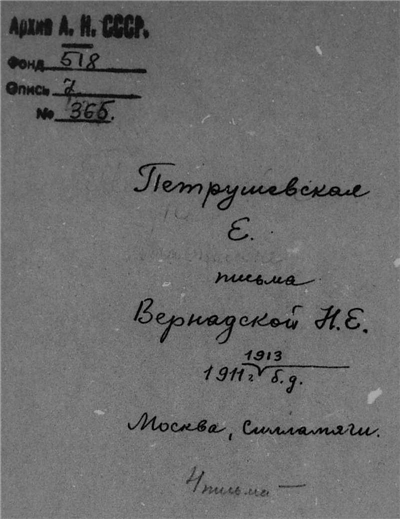 Архив А. Н. СССР.
Фонд 518
Опись 7
№ 365.
Петрушевская
Е.
письма
Вернадской Н.Е.
1913
1911 г б.д.
Москва, Силламяги.
4 письма —